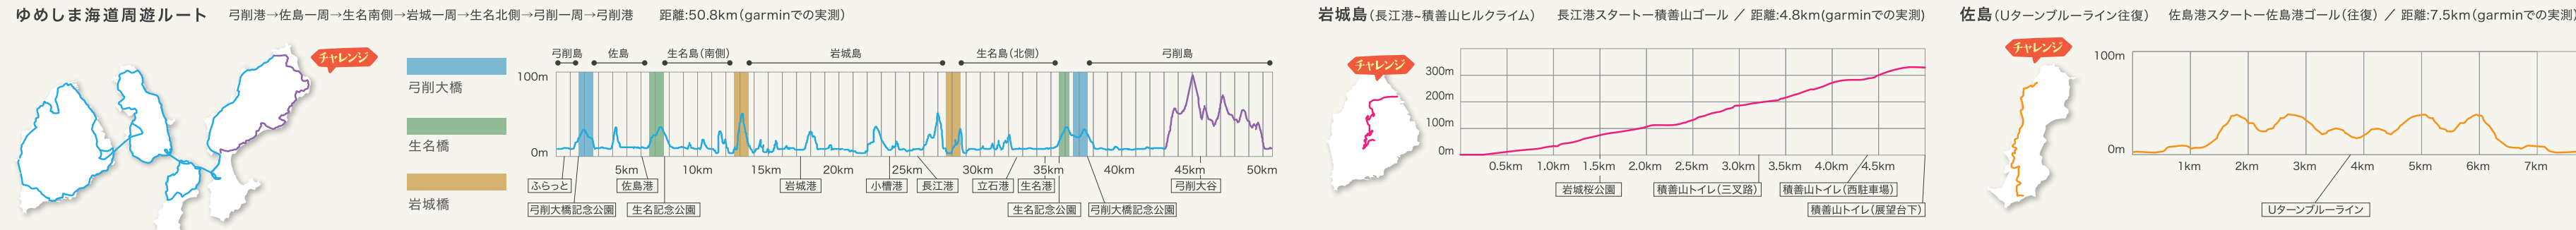 ゆめしま海道周遊ルート 弓削港→佐島一周→生名南側→岩城一周→生名北側→弓削一周→弓削港 距離:50.8km（garminでの実測）
チャレンジ
弓削大橋
生名橋
岩城橋
弓削島 佐島 生名島（南側） 岩城島 生名島（北側） 弓削島
100m
0m
5km 10km 15km 20km 25km 30km 35km 40km 45km 50km
ふらっと 佐島港 岩城港 小槽港 長江港 立石港 生名港 弓削大谷
弓削大橋記念公園 生名記念公園 生名記念公園 弓削大橋記念公園
岩城島（長江港~積善山ヒルクライム） 長江港スタートー積善山ゴール ／ 距離:4.8km(garminでの実測)
チャレンジ
300m
200m
100m
0m
0.5km 1.0km 1.5km 2.0km 2.5km 3.0km 3.5km 4.0km 4.5km
岩城桜公園 積善山トイレ（三叉路） 積善山トイレ（西駐車場）
積善山トイレ（展望台下）
佐島（Uターンブルーライン往復） 佐島港スタートー佐島港ゴール（往復） ／ 距離:7.5km（garminでの実測）
チャレンジ
100m
0m
1km 2km 3km 4km 5km 6km 7km
Uターンブルーライン